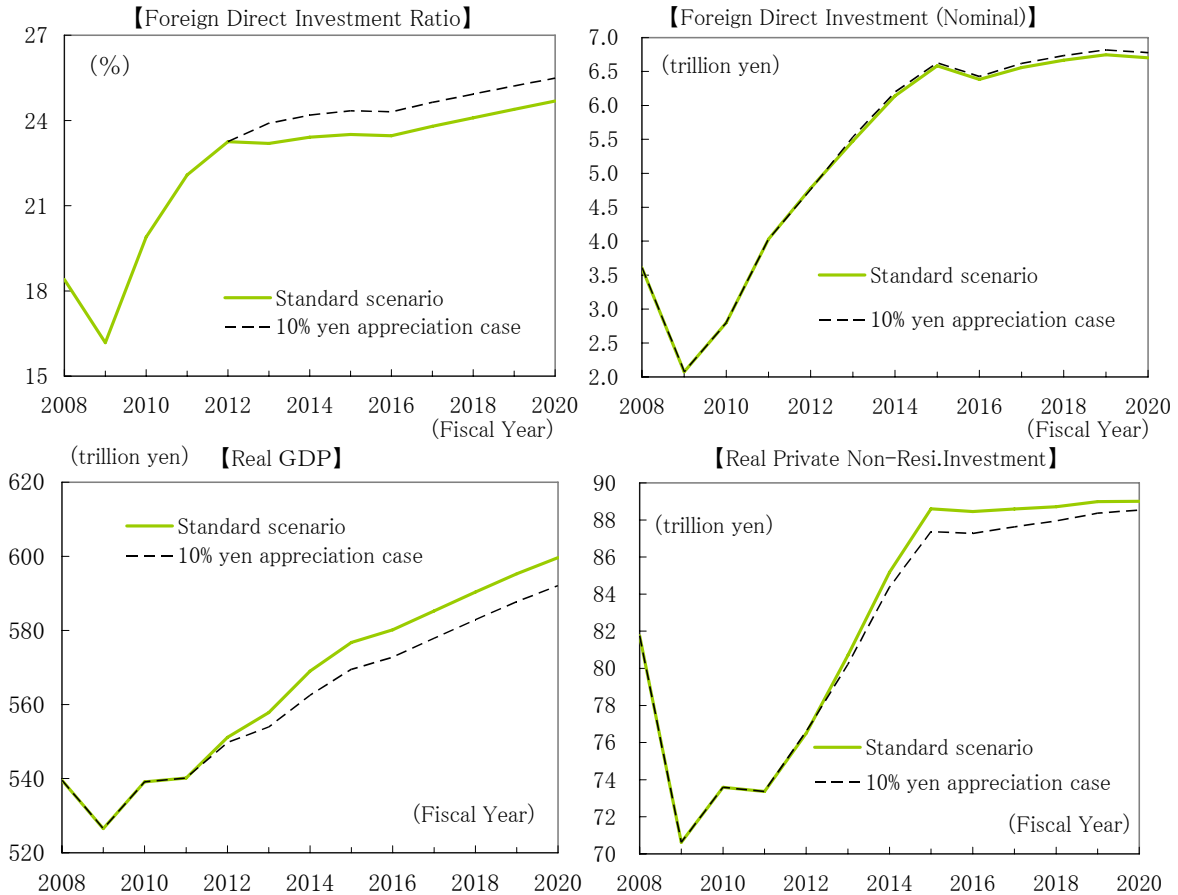 【Foreign Direct Investment Ratio】
27
(%)
24
21
18
15
Standard scenario
10% yen appreciation case
2008 2010 2012 2014 2016 2018 2020
(Fiscal Year)
【Foreign Direct Investment (Nominal)】
7.0
(trillion yen)
6.5
6.0
5.5
5.0
4.5
4.0
3.5
3.0
2.5
2.0
Standard scenario
10% yen appreciation case
2008 2010 2012 2014 2016 2018 2020
(Fiscal Year)
(trillion yen) 【Real GDP】
620
600
580
560
540
520
Standard scenario
10% yen appreciation case
(Fiscal Year)
2008 2010 2012 2014 2016 2018 2020
【Real Private Non-Resi.Investment】
90
(trillion yen)
88
86
84
82
80
78
76
74
72
70
Standard scenario
10% yen appreciation case
(Fiscal Year)
2008 2010 2012 2014 2016 2018 2020